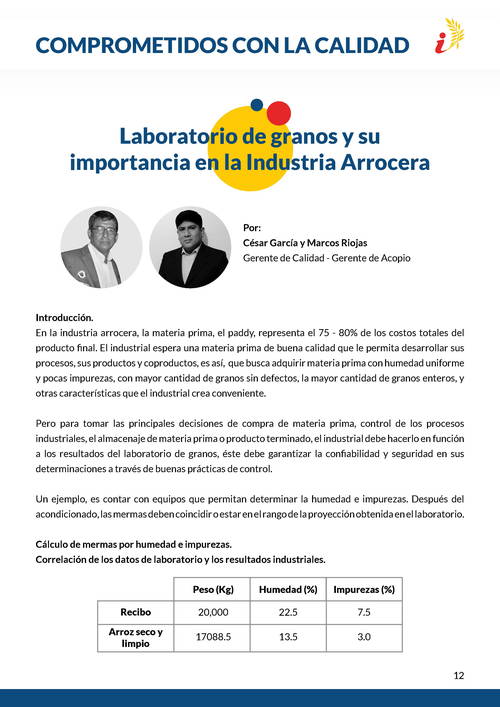 COMPROMETIDOS CON LA CALIDAD
i
Laboratorio de granos y su
importancia en la Industria Arrocera
Por:
César García y Marcos Riojas
Gerente de Calidad - Gerente de Acopio
Introducción.
En la industria arrocera, la materia prima, el paddy, representa el 75 - 80% de los costos totales del
producto final. El industrial espera una materia prima de buena calidad que le permita desarrollar sus
procesos, sus productos y coproductos, es así, que busca adquirir materia prima con humedad uniforme
y pocas impurezas, con mayor cantidad de granos sin defectos, la mayor cantidad de granos enteros, y
otras características que el industrial crea conveniente.
Pero para tomar las principales decisiones de compra de materia prima, control de los procesos
industriales, el almacenaje de materia prima o producto terminado, el industrial debe hacerlo en función
a los resultados del laboratorio de granos, éste debe garantizar la confiabilidad y seguridad en sus
determinaciones a través de buenas prácticas de control.
Un ejemplo, es contar con equipos que permitan determinar la humedad e impurezas. Después del
acondicionado, las mermas deben coincidir o estar en el rango de la proyección obtenida en el laboratorio.
Cálculo de mermas por humedad e impurezas.
Correlación de los datos de laboratorio y los resultados industriales.
Peso (Kg) Humedad (%) Impurezas (%)
Recibo 20,000 22.5 7.5
Arroz seco y
limpio 17088.5 13.5 3.0
12